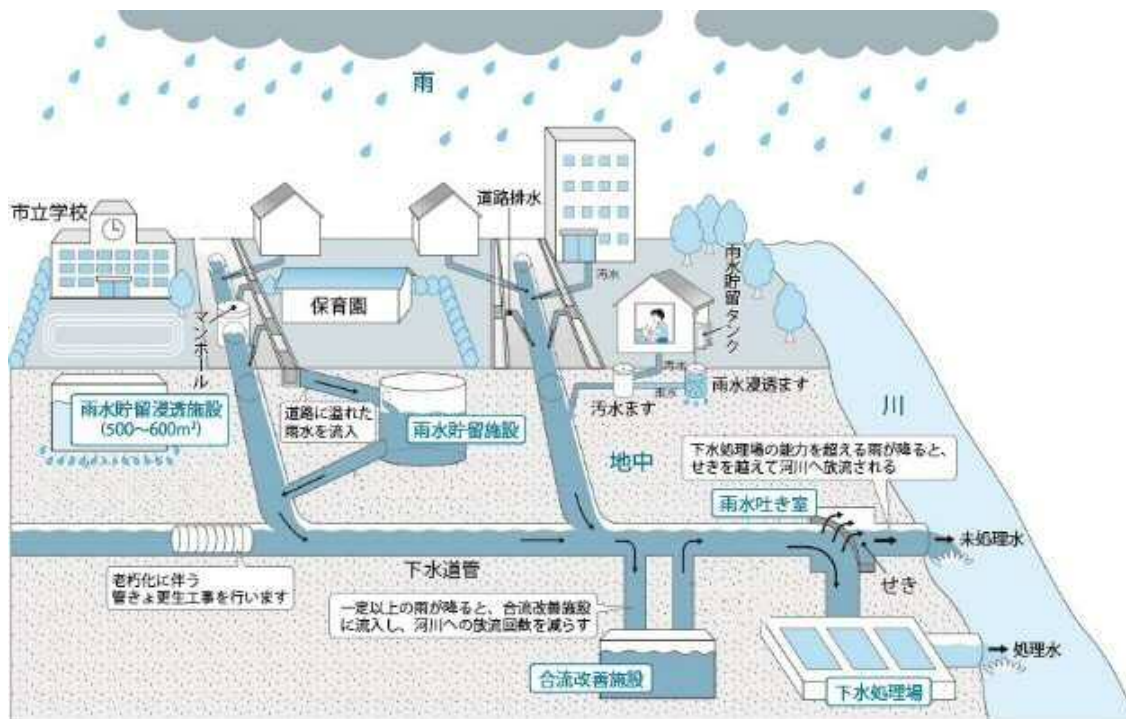 雨
市立学校
道路排水
汚水
雨水貯留タンク
保育園
マンホール
汚水
雨水
雨水浸透ます
汚水ます
川
雨水貯留浸透施設
(500〜600m³)
道路に溢れた
雨水を流入
雨水貯留施設
地中
下水処理場の能力を超える雨が降ると、
せきを越えて河川へ放流される
雨水吐き室
未処理水
せき
下水道管
老朽化に伴う
管きょ更生工事を行います
一定以上の雨が降ると、合流改善施設
に流入し、河川への放流回数を減らす
合流改善施設
処理水
下水処理場